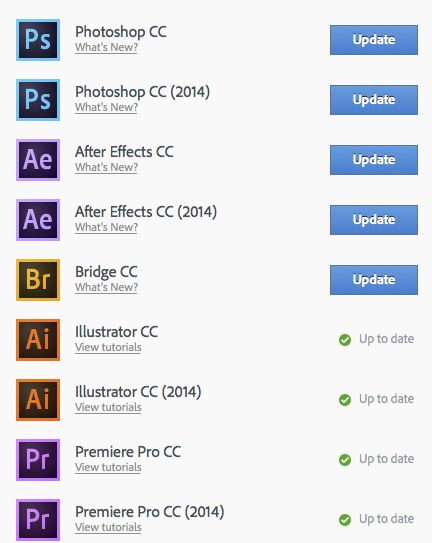 Ps Photoshop CC Update
What's New?
Ps Photoshop CC (2014) Update
What's New?
Ae After Effects CC Update
What's New?
Ae After Effects CC (2014) Update
What's New?
Br Bridge CC Update
What's New?
Ai Illustrator CC Up to date
View tutorials
Ai Illustrator CC (2014) Up to date
View tutorials
Pr Premiere Pro CC Up to date
View tutorials
Pr Premiere Pro CC (2014) Up to date
View tutorials